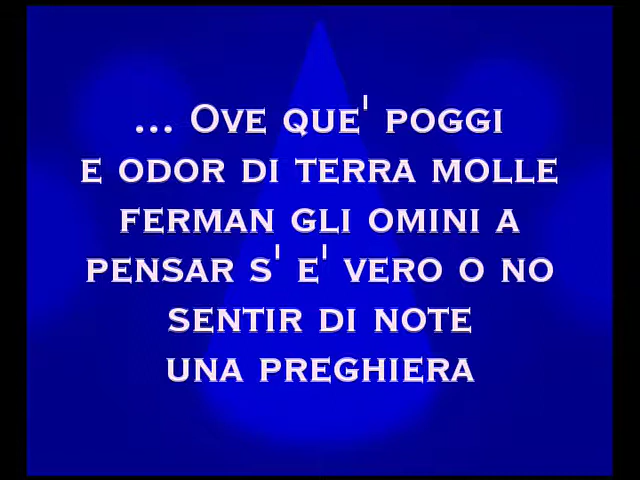 ... OVE QUE' POGGI
E ODOR DI TERRA MOLLE
FERMAN GLI OMINI A
PENSAR S' E' VERO O NO
SENTIR DI NOTE
UNA PREGHIERA